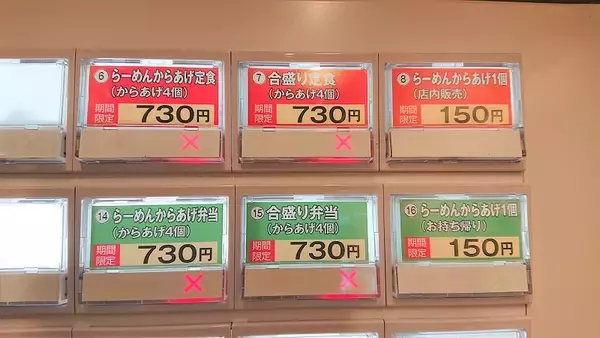 ⑥ らーめんからあげ定食
(からあげ4個)
期間限定 730円
×
⑦ 合盛り定食
(からあげ4個)
期間限定 730円
×
⑧ らーめんからあげ1個
(店内販売)
期間限定 150円
⑭ らーめんからあげ弁当
(からあげ4個)
期間限定 730円
×
⑮ 合盛り弁当
(からあげ4個)
期間限定 730円
×
⑯ らーめんからあげ1個
(お持ち帰り)
期間限定 150円